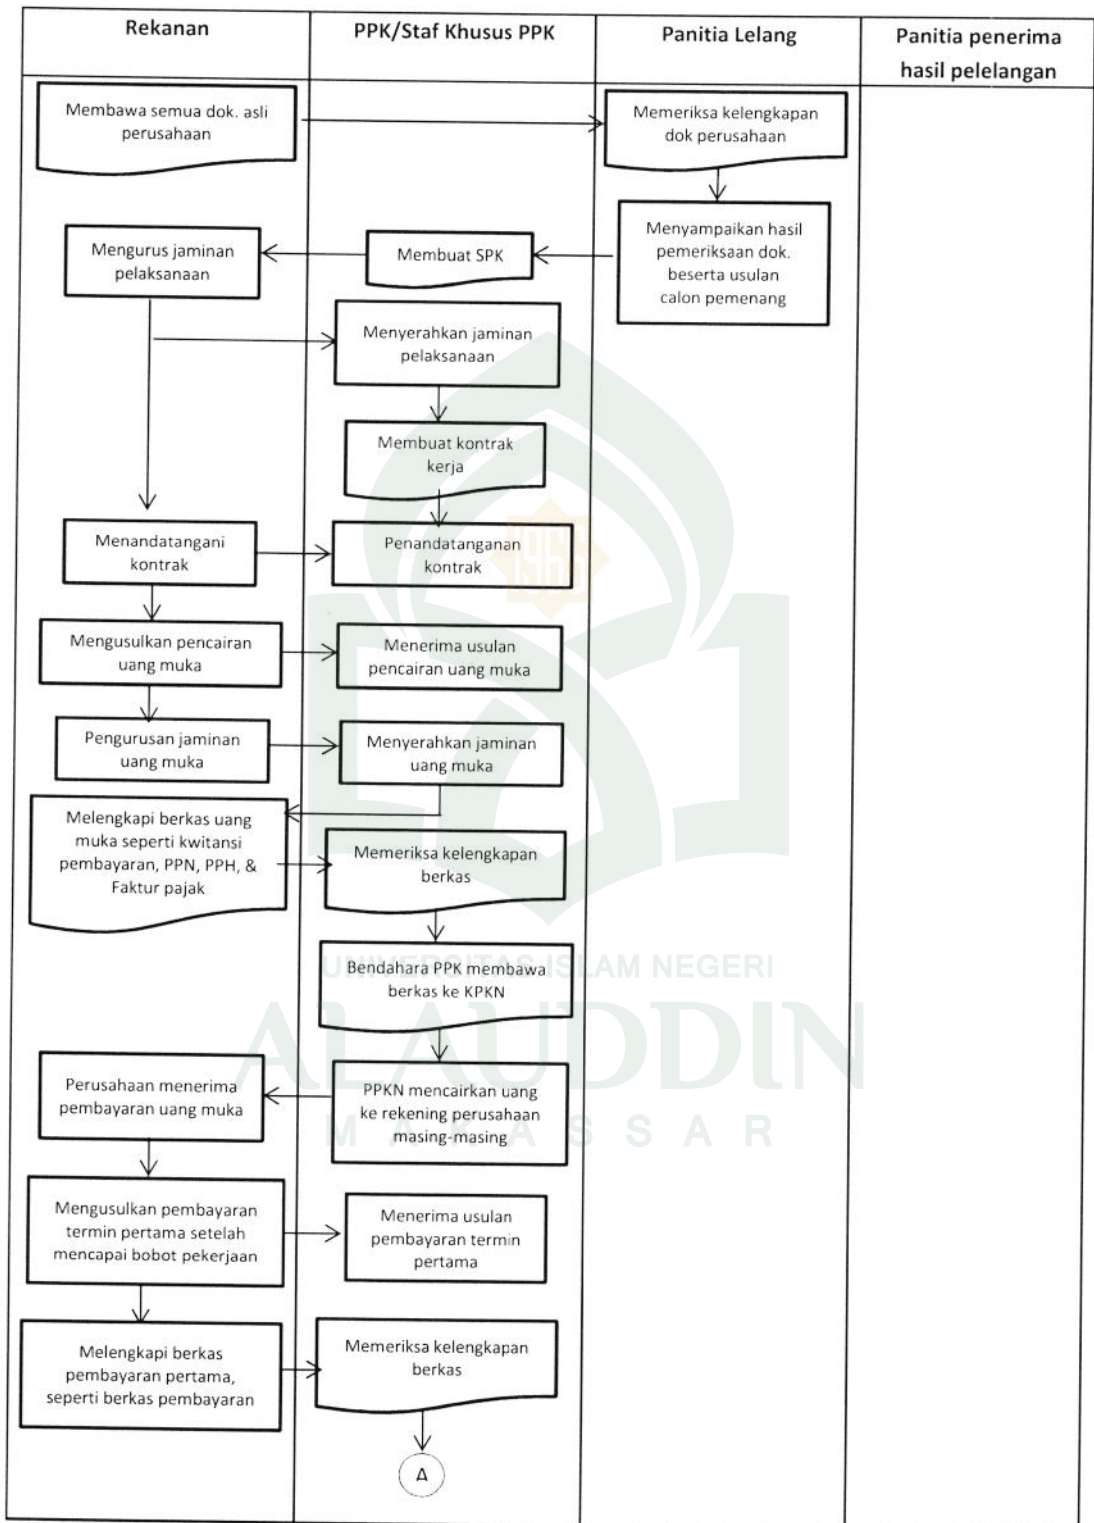 Rekanan
PPK/Staf Khusus PPK
Panitia Lelang
Panitia penerima
hasil pelelangan
Membawa semua dok. asli
perusahaan
Memeriksa kelengkapan
dok perusahaan
Menyampaikan hasil
pemeriksaan dok.
beserta usulan
calon pemenang
Membuat SPK
Mengurus jaminan
pelaksanaan
Menyerahkan jaminan
pelaksanaan
Membuat kontrak
kerja
Menandatangani
kontrak
Penandatanganan
kontrak
1965
Mengusulkan pencairan
uang muka
Menerima usulan
pencairan uang muka
Pengurusan jaminan
uang muka
Menyerahkan jaminan
uang muka
Melengkapi berkas uang
muka seperti kwitansi
pembayaran, PPN, PPH, &
Faktur pajak
Memeriksa kelengkapan
berkas
UNIVERSITAS ISLAM NEGERI
ALAUDDIN
MAKASSAR
Bendahara PPK membawa
berkas ke KPKN
Perusahaan menerima
pembayaran uang muka
PPKN mencairkan uang
ke rekening perusahaan
masing-masing
Mengusulkan pembayaran
termin pertama setelah
mencapai bobot pekerjaan
Menerima usulan
pembayaran termin
pertama
Melengkapi berkas
pembayaran pertama,
seperti berkas pembayaran
Memeriksa kelengkapan
berkas
A